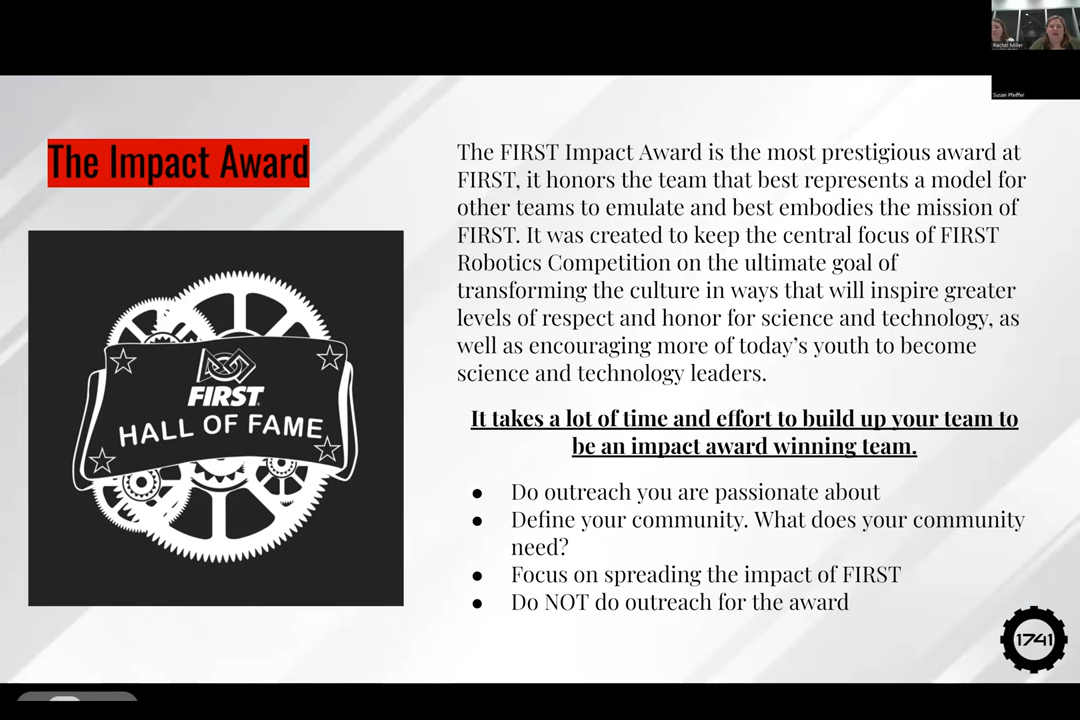 Rachel Miller
Susan Pfeiffer
The Impact Award
FIRST
HALL OF FAME
The FIRST Impact Award is the most prestigious award at
FIRST, it honors the team that best represents a model for
other teams to emulate and best embodies the mission of
FIRST. It was created to keep the central focus of FIRST
Robotics Competition on the ultimate goal of
transforming the culture in ways that will inspire greater
levels of respect and honor for science and technology, as
well as encouraging more of today’s youth to become
science and technology leaders.
It takes a lot of time and effort to build up your team to
be an impact award winning team.
● Do outreach you are passionate about
● Define your community. What does your community
need?
● Focus on spreading the impact of FIRST
● Do NOT do outreach for the award
1741